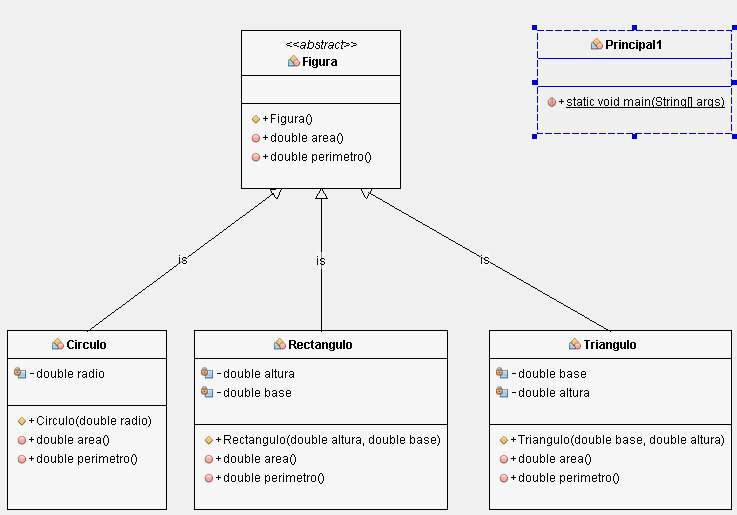 <<abstract>>
Figura
+Figura()
+double area()
+double perimetro()
Principal1
+static void main(String[] args)
is
is
is
Circulo
-double radio
+Circulo(double radio)
+double area()
+double perimetro()
Rectangulo
-double altura
-double base
+Rectangulo(double altura, double base)
+double area()
+double perimetro()
Triangulo
-double base
-double altura
+Triangulo(double base, double altura)
+double area()
+double perimetro()